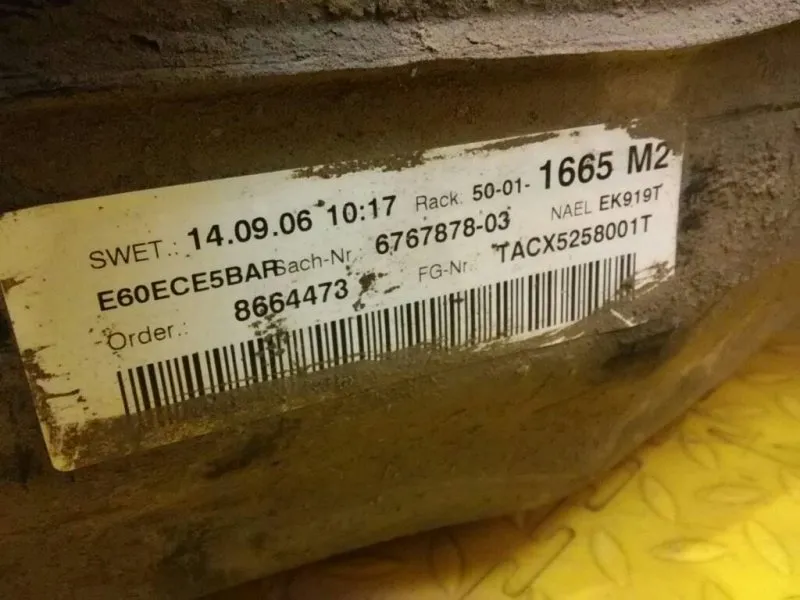 SWET.: 14.09.06 10:17 Rack: 50-01- 1665 M2
E60ECE5BAR Sach-Nr.: 6767878-03 NAEL EK919T
Order.: 8664473 FG-Nr.: TACX5258001T